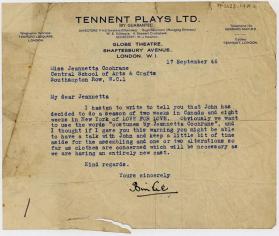 TENNENT PLAYS LTD.
(BY GUARANTEE)
GLOBE THEATRE,
SHAFTESBURY AVENUE,
LONDON, W.1.
17 September 46
Miss Jeannetta Cochrane
Central School of Arts & Crafts
Southampton Row, W.C.1
My dear Jeannetta
I hasten to write to tell you that John has
decided to do a season of two weeks in Canada and eight
weeks in New York of LOVE FOR LOVE. Obviously we want
to use the words "costumes by Jeannetta Cochrane", and
I thought if I gave you this warning you might be able
to have a talk with John and keep a little bit of time
aside for the assembling and one or two alterations so
far as clothes are concerned which will be necessary as
we are having an entirely new cast.
Kind regards.
Yours sincerely